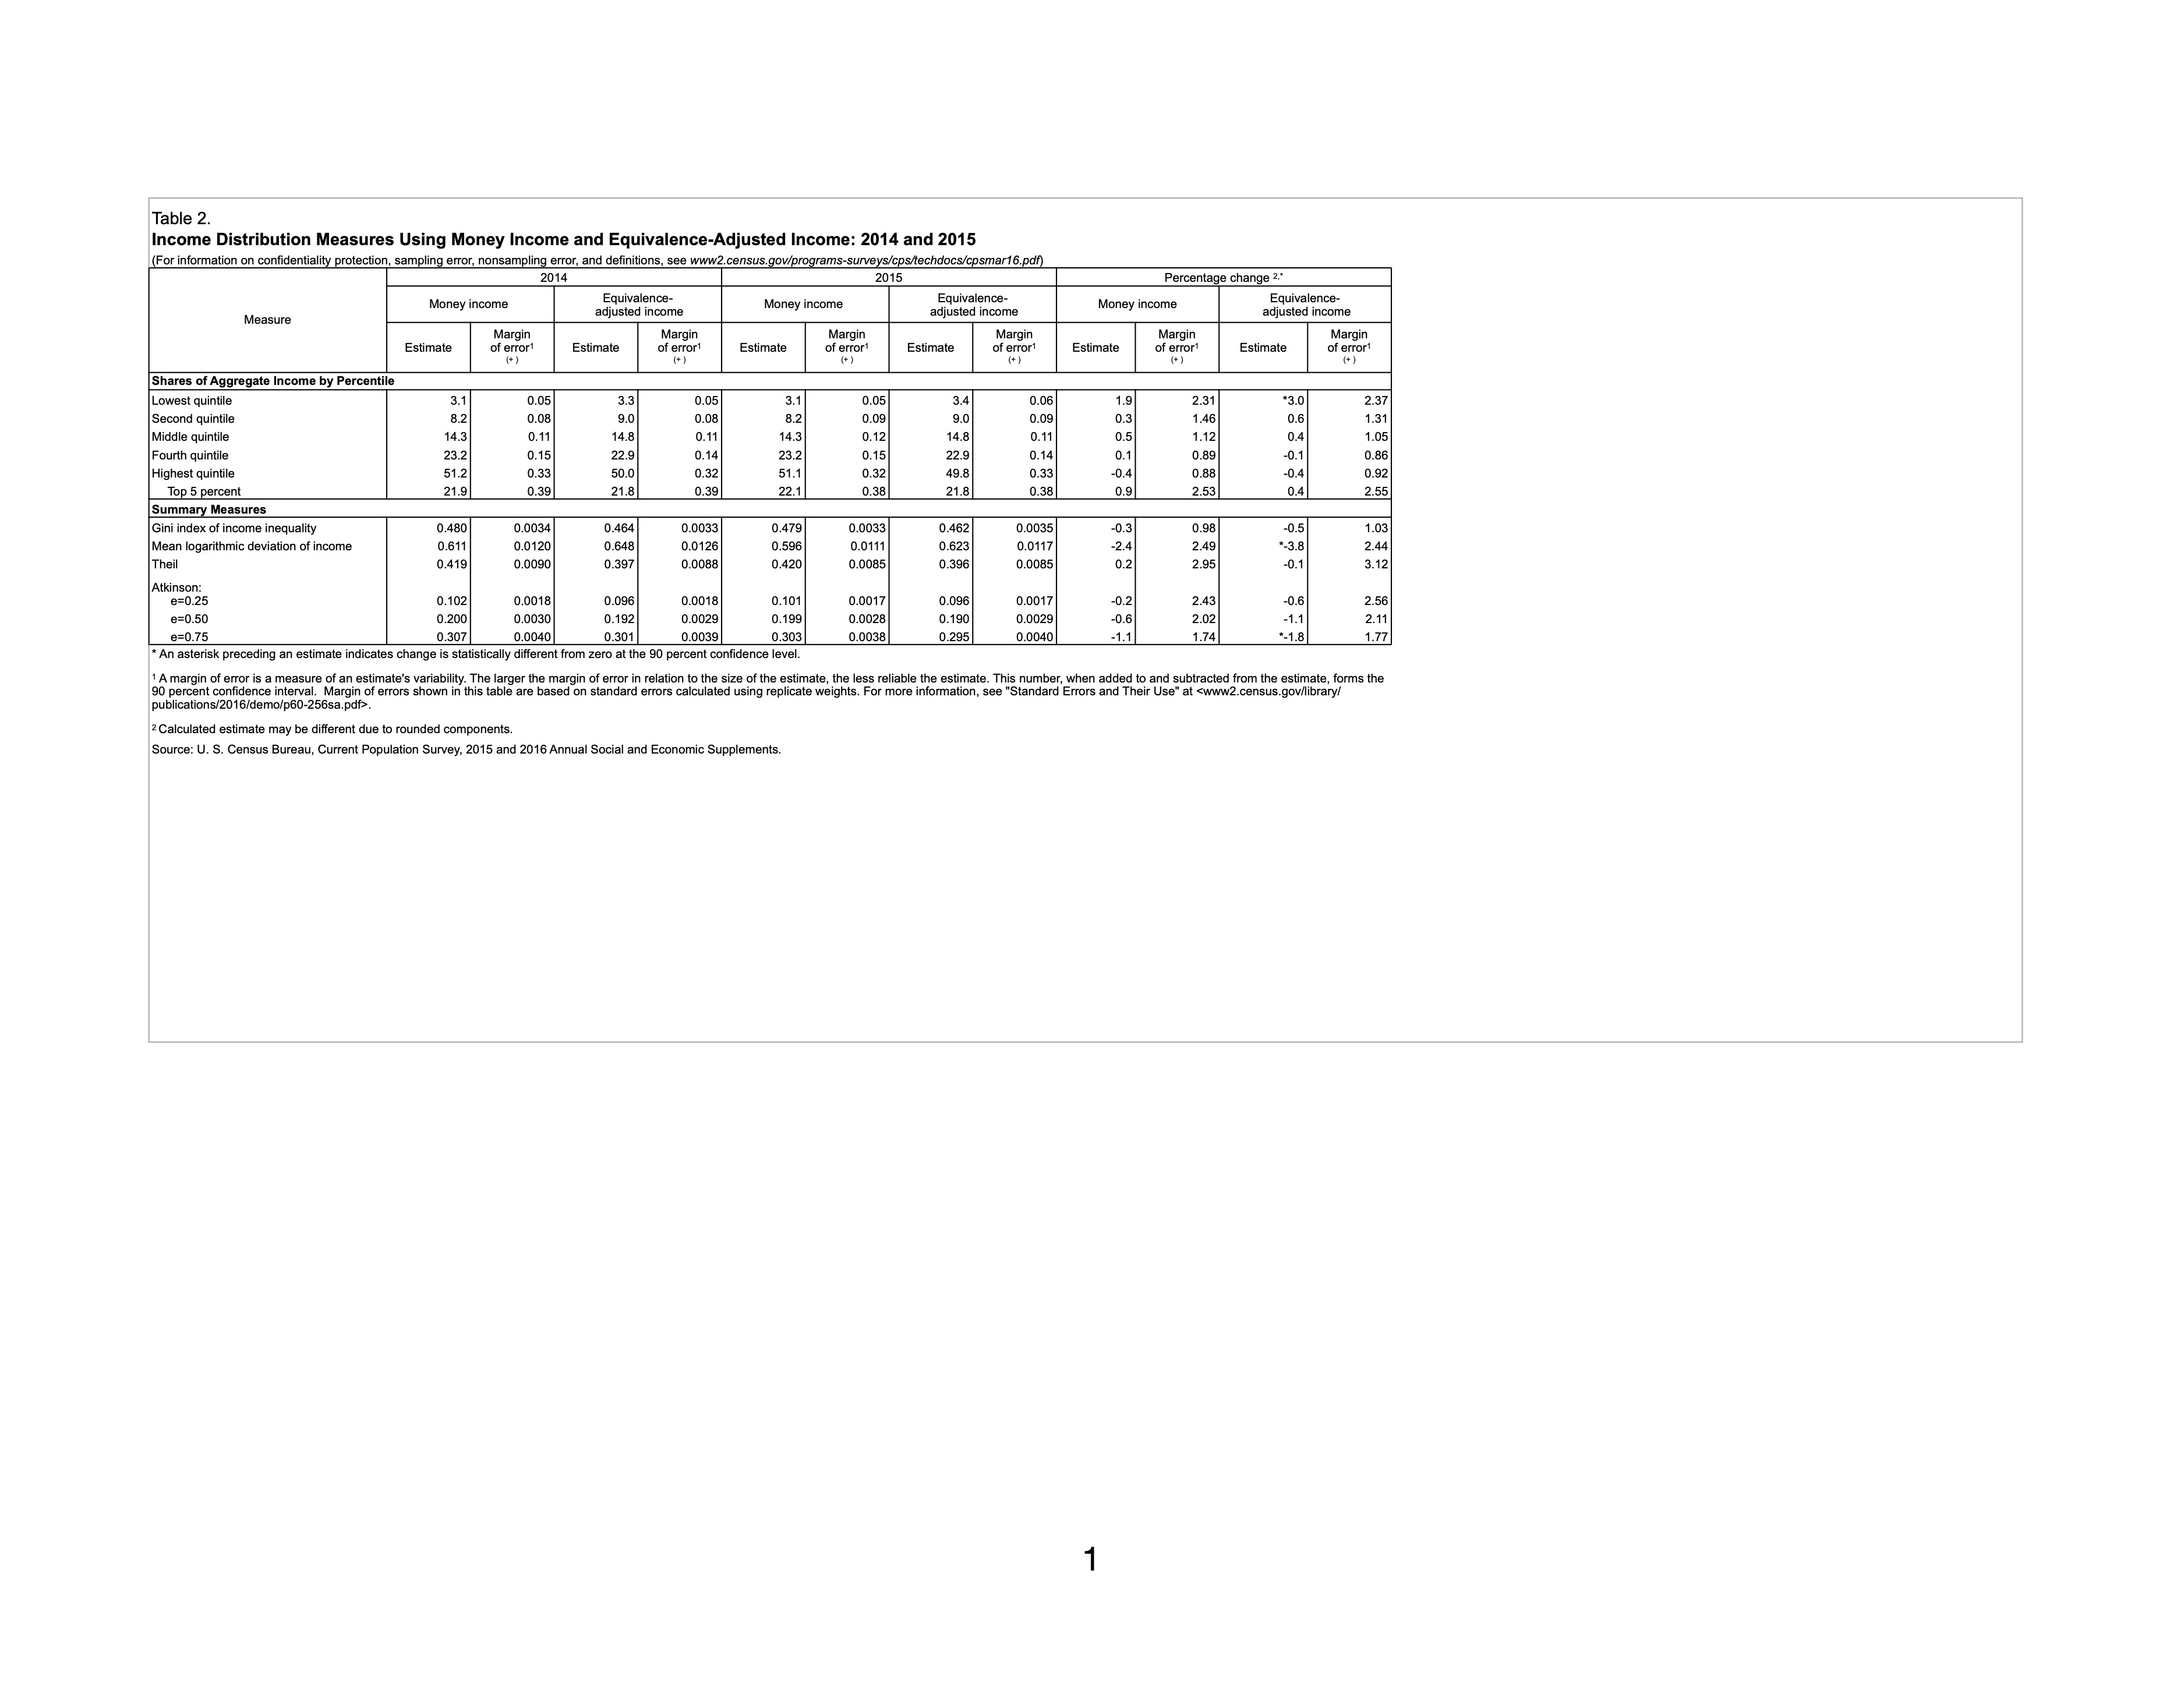 Table 2.
Income Distribution Measures Using Money Income and Equivalence-Adjusted Income: 2014 and 2015
(For information on confidentiality protection, sampling error, nonsampling error, and definitions, see www2.census.gov/programs-surveys/cps/techdocs/cpsmar16.pdf)
Measure 2014 2015 Percentage change 2,*
Money income Equivalence-adjusted income Money income Equivalence-adjusted income Money income Equivalence-adjusted income
Estimate Margin of error1 (+ ) Estimate Margin of error1 (+ ) Estimate Margin of error1 (+ ) Estimate Margin of error1 (+ ) Estimate Margin of error1 (+ ) Estimate Margin of error1 (+ )
Shares of Aggregate Income by Percentile
Lowest quintile 3.1 0.05 3.3 0.05 3.1 0.05 3.4 0.06 1.9 2.31 *3.0 2.37
Second quintile 8.2 0.08 9.0 0.08 8.2 0.09 9.0 0.09 0.3 1.46 0.6 1.31
Middle quintile 14.3 0.11 14.8 0.11 14.3 0.12 14.8 0.11 0.5 1.12 0.4 1.05
Fourth quintile 23.2 0.15 22.9 0.14 23.2 0.15 22.9 0.14 0.1 0.89 -0.1 0.86
Highest quintile 51.2 0.33 50.0 0.32 51.1 0.32 49.8 0.33 -0.4 0.88 -0.4 0.92
Top 5 percent 21.9 0.39 21.8 0.39 22.1 0.38 21.8 0.38 0.9 2.53 0.4 2.55
Summary Measures
Gini index of income inequality 0.480 0.0034 0.464 0.0033 0.479 0.0033 0.462 0.0035 -0.3 0.98 -0.5 1.03
Mean logarithmic deviation of income 0.611 0.0120 0.648 0.0126 0.596 0.0111 0.623 0.0117 -2.4 2.49 *-3.8 2.44
Theil 0.419 0.0090 0.397 0.0088 0.420 0.0085 0.396 0.0085 0.2 2.95 -0.1 3.12
Atkinson:
e=0.25 0.102 0.0018 0.096 0.0018 0.101 0.0017 0.096 0.0017 -0.2 2.43 -0.6 2.56
e=0.50 0.200 0.0030 0.192 0.0029 0.199 0.0028 0.190 0.0029 -0.6 2.02 -1.1 2.11
e=0.75 0.307 0.0040 0.301 0.0039 0.303 0.0038 0.295 0.0040 -1.1 1.74 *-1.8 1.77
* An asterisk preceding an estimate indicates change is statistically different from zero at the 90 percent confidence level.
1 A margin of error is a measure of an estimate's variability. The larger the margin of error in relation to the size of the estimate, the less reliable the estimate. This number, when added to and subtracted from the estimate, forms the
90 percent confidence interval.  Margin of errors shown in this table are based on standard errors calculated using replicate weights. For more information, see "Standard Errors and Their Use" at <www2.census.gov/library/
publications/2016/demo/p60-256sa.pdf>.
2 Calculated estimate may be different due to rounded components.
Source: U. S. Census Bureau, Current Population Survey, 2015 and 2016 Annual Social and Economic Supplements.
1